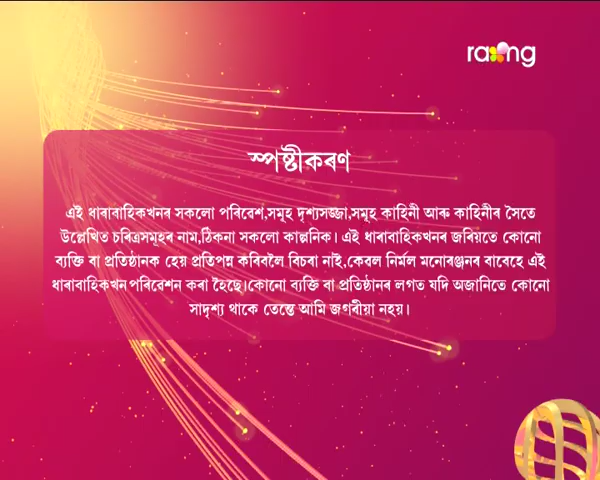 rang
স্পষ্টীকৰণ
এই ধাৰাবাহিকখনৰ সকলো পৰিৱেশ,সমূহ দৃশ্যসজ্জা,সমূহ কাহিনী আৰু কাহিনীৰ সৈতে
উল্লেখিত চৰিত্ৰসমূহৰ নাম,ঠিকনা সকলো কাল্পনিক। এই ধাৰাবাহিকখনৰ জৰিয়তে কোনো
ব্যক্তি বা প্ৰতিষ্ঠানক হেয় প্ৰতিপন্ন কৰিবলৈ বিচৰা নাই,কেৱল নিৰ্মল মনোৰঞ্জনৰ বাবেহে এই
ধাৰাবাহিকখন পৰিৱেশন কৰা হৈছে।কোনো ব্যক্তি বা প্ৰতিষ্ঠানৰ লগত যদি অজানিতে কোনো
সাদৃশ্য থাকে তেন্তে আমি জগৰীয়া নহয়।